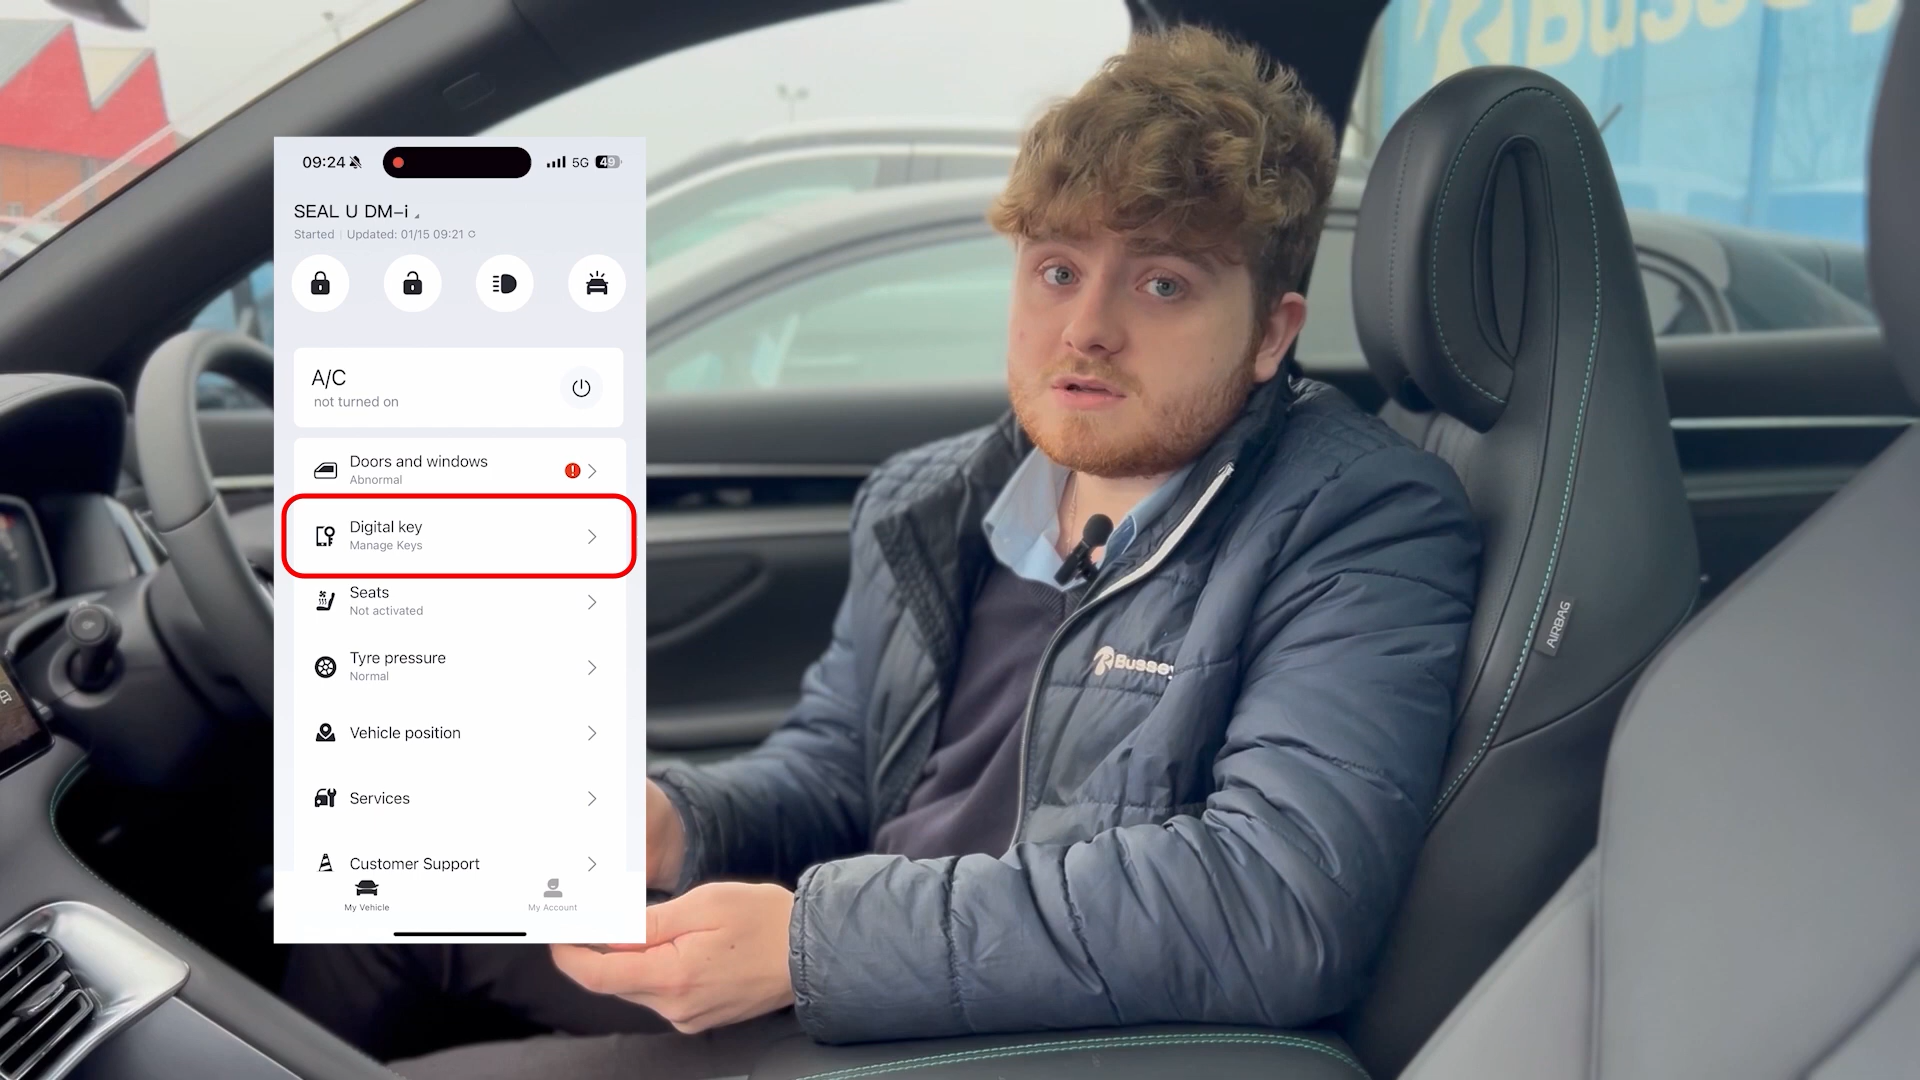 Bussey
09:24
5G 49
SEAL U DM-i
Started | Updated: 01/15 09:21
A/C
not turned on
Doors and windows
Abnormal
Digital key
Manage Keys
Seats
Not activated
Tyre pressure
Normal
Vehicle position
Services
Customer Support
My Vehicle
My Account
Bussey
AIRBAG